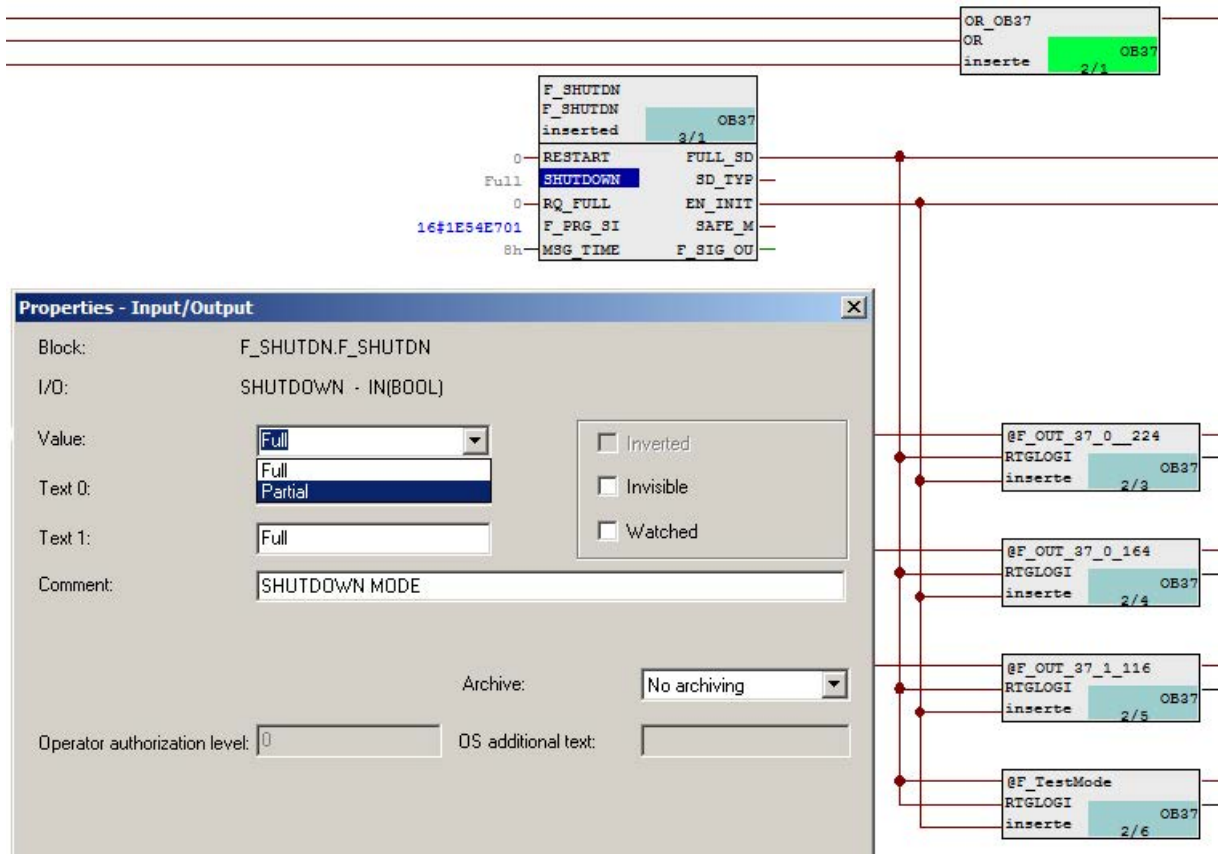 OR_OB37
OR
OB37
inserte
2/1
F_SHUTDN
F_SHUTDN
OB37
inserted
3/1
0 RESTART FULL_SD
Full SHUTDOWN SD_TYP
0 RQ_FULL EN_INIT
16#1E54E701 F_PRG_SI SAFE_M
8h MSG_TIME F_SIG_OU
Properties - Input/Output
Block: F_SHUTDN.F_SHUTDN
I/O: SHUTDOWN - IN(BOOL)
Value: Full Inverted
Full
Text 0: Partial Invisible
Text 1: Full Watched
Comment: SHUTDOWN MODE
Archive: No archiving
Operator authorization level: 0 OS additional text:
@F_OUT_37_0__224
RTGLOGI
OB37
inserte
2/3
@F_OUT_37_0_164
RTGLOGI
OB37
inserte
2/4
@F_OUT_37_1_116
RTGLOGI
OB37
inserte
2/5
@F_TestMode
RTGLOGI
OB37
inserte
2/6